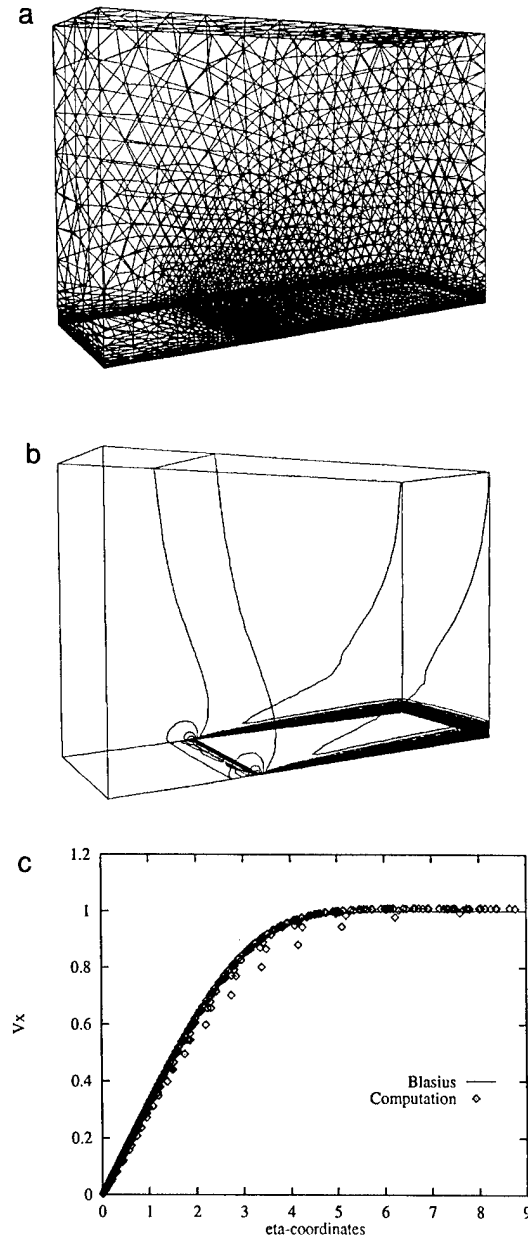 a
b
c
1.2
1
0.8
0.6
0.4
0.2
0
Vx
Blasius
Computation
0 1 2 3 4 5 6 7 8 9
eta-coordinates